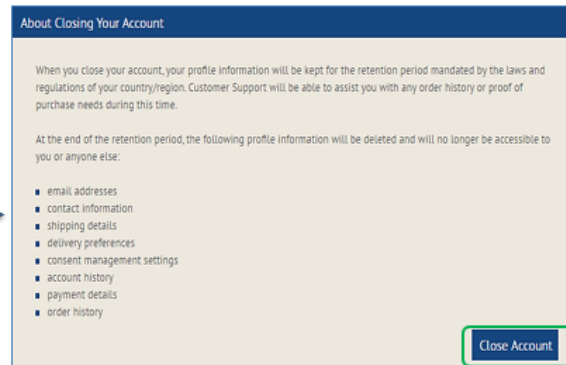 About Closing Your Account
When you close your account, your profile information will be kept for the retention period mandated by the laws and
regulations of your country/region. Customer Support will be able to assist you with any order history or proof of
purchase needs during this time.
At the end of the retention period, the following profile information will be deleted and will no longer be accessible to
you or anyone else:
email addresses
contact information
shipping details
delivery preferences
consent management settings
account history
payment details
order history
Close Account